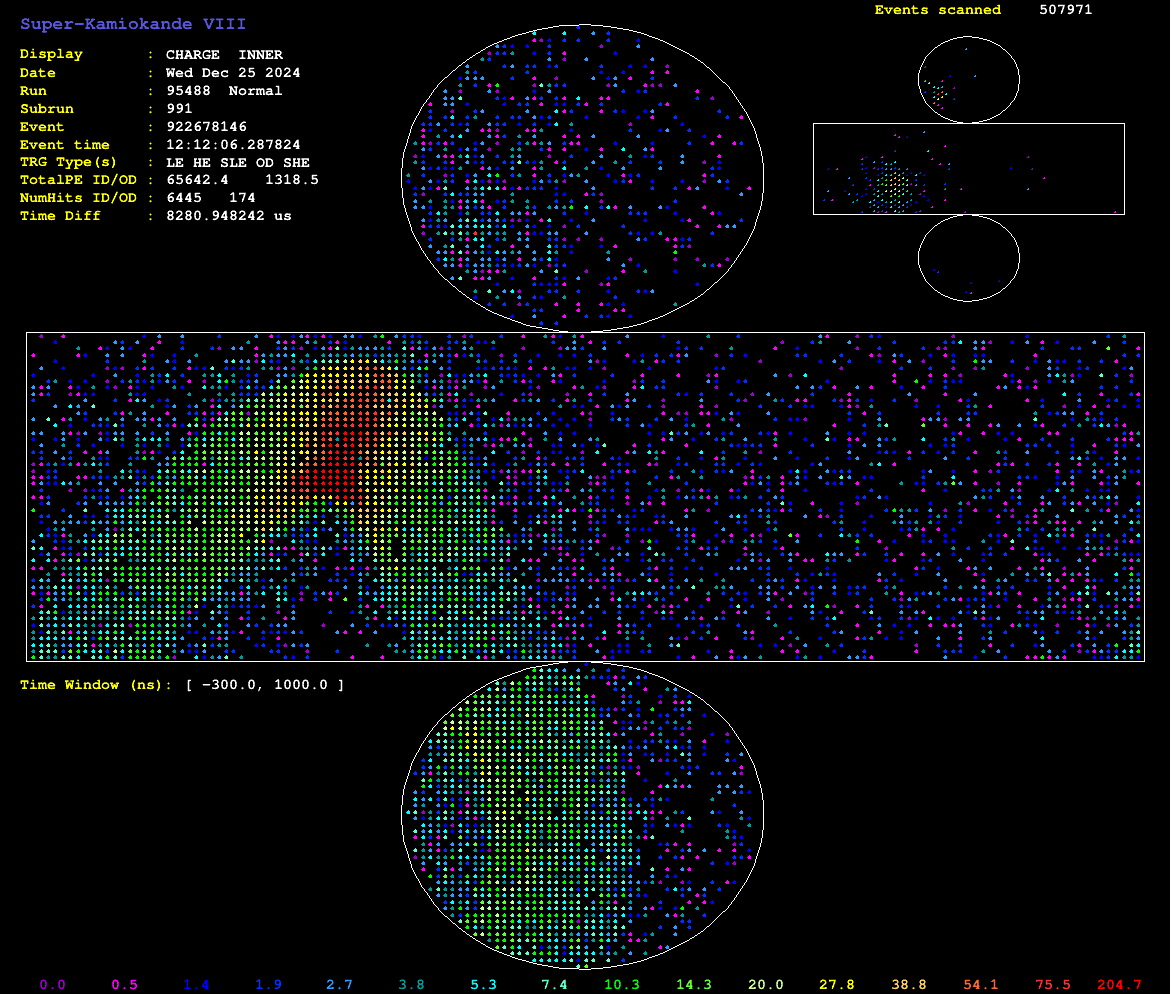 Super-Kamiokande VIII
Events scanned 507971
Display : CHARGE INNER
Date : Wed Dec 25 2024
Run : 95488 Normal
Subrun : 991
Event : 922678146
Event time : 12:12:06.287824
TRG Type(s) : LE HE SLE OD SHE
TotalPE ID/OD : 65642.4 1318.5
NumHits ID/OD : 6445 174
Time Diff : 8280.948242 us
Time Window (ns): [ −300.0, 1000.0 ]
0.0 0.5 1.4 1.9 2.7 3.8 5.3 7.4 10.3 14.3 20.0 27.8 38.8 54.1 75.5 204.7